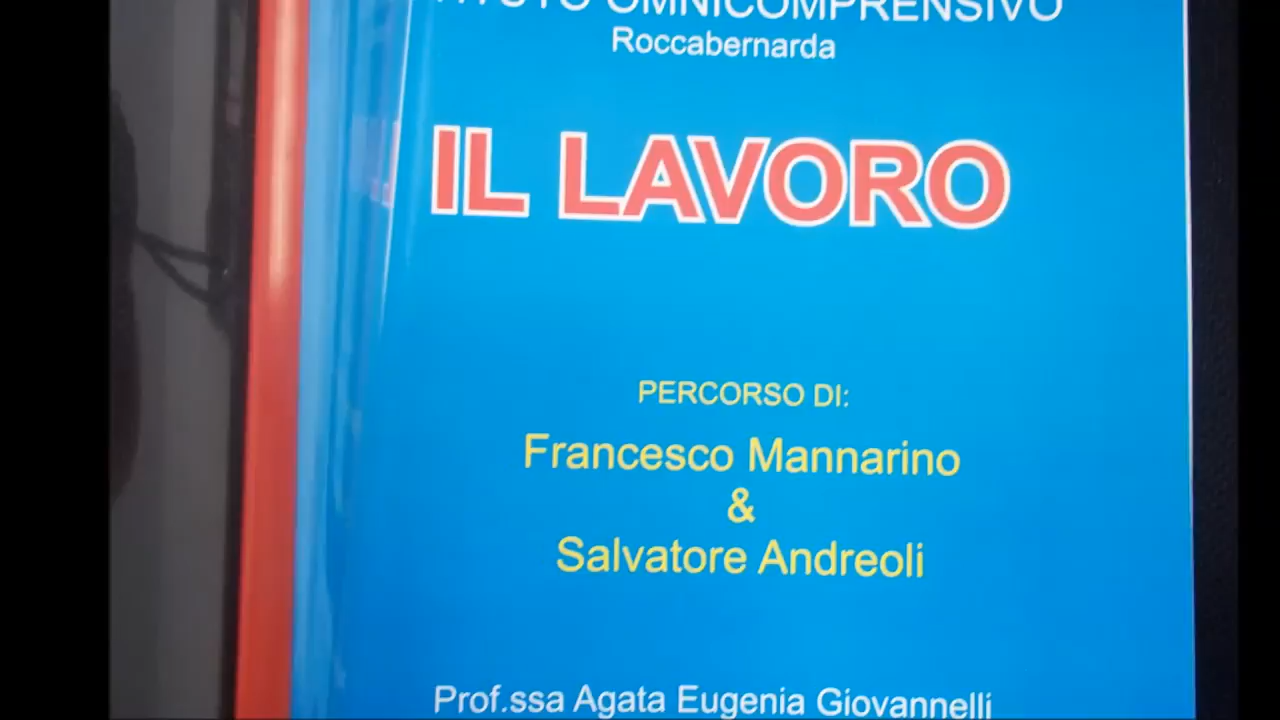 OMNICOMPRENSIVO
Roccabernarda
IL LAVORO
PERCORSO DI:
Francesco Mannarino
&
Salvatore Andreoli
Prof.ssa Agata Eugenia Giovannelli